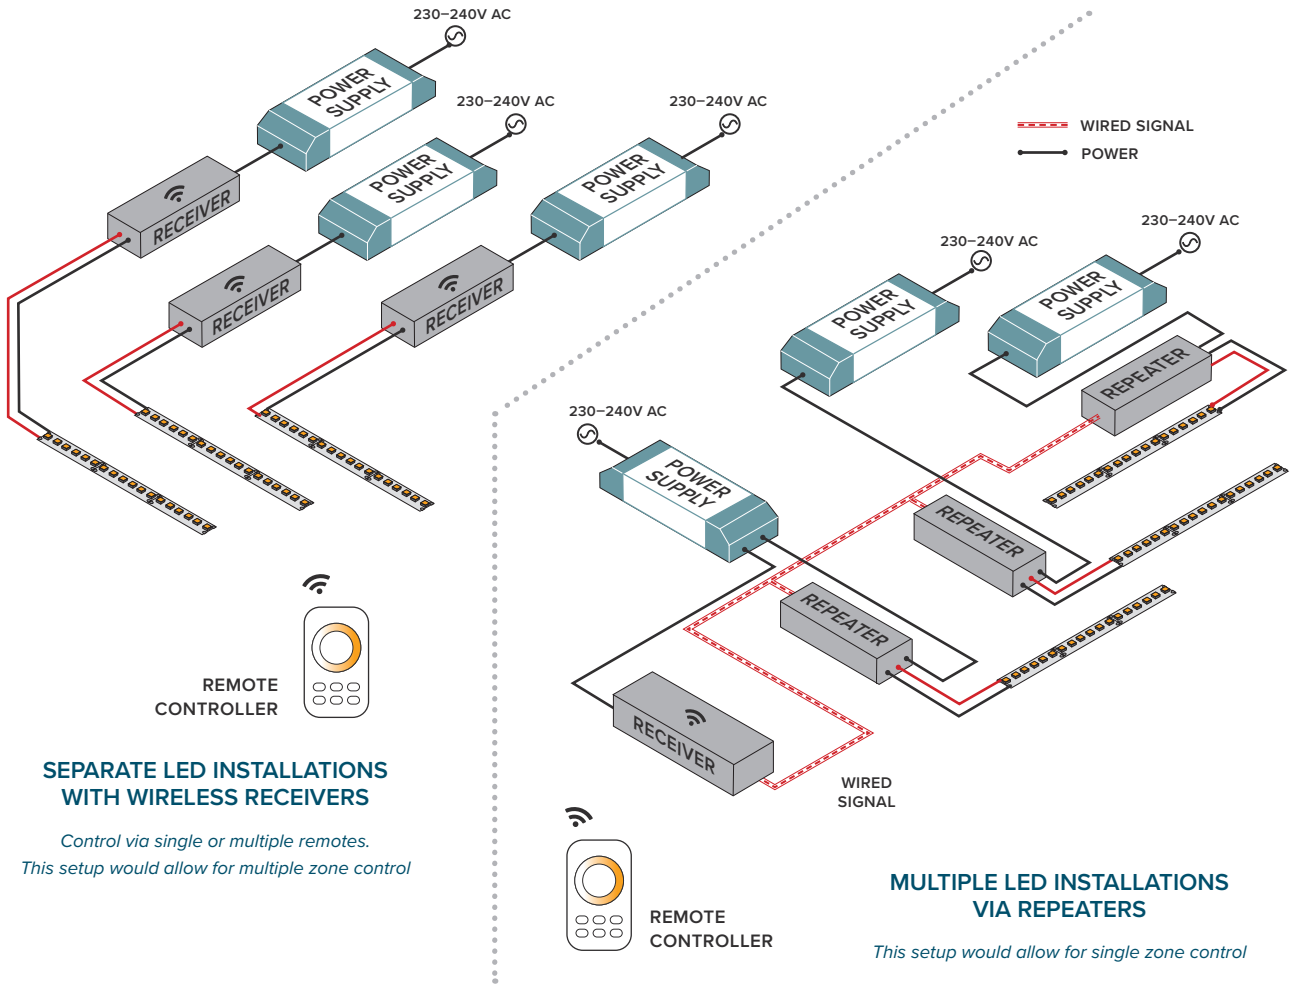 230–240V AC
POWER
SUPPLY
RECEIVER
230–240V AC
POWER
SUPPLY
RECEIVER
230–240V AC
POWER
SUPPLY
RECEIVER
REMOTE
CONTROLLER
SEPARATE LED INSTALLATIONS
WITH WIRELESS RECEIVERS
Control via single or multiple remotes.
This setup would allow for multiple zone control
WIRED SIGNAL
POWER
230–240V AC
POWER
SUPPLY
REPEATER
230–240V AC
POWER
SUPPLY
REPEATER
230–240V AC
POWER
SUPPLY
REPEATER
RECEIVER
WIRED
SIGNAL
REMOTE
CONTROLLER
MULTIPLE LED INSTALLATIONS
VIA REPEATERS
This setup would allow for single zone control